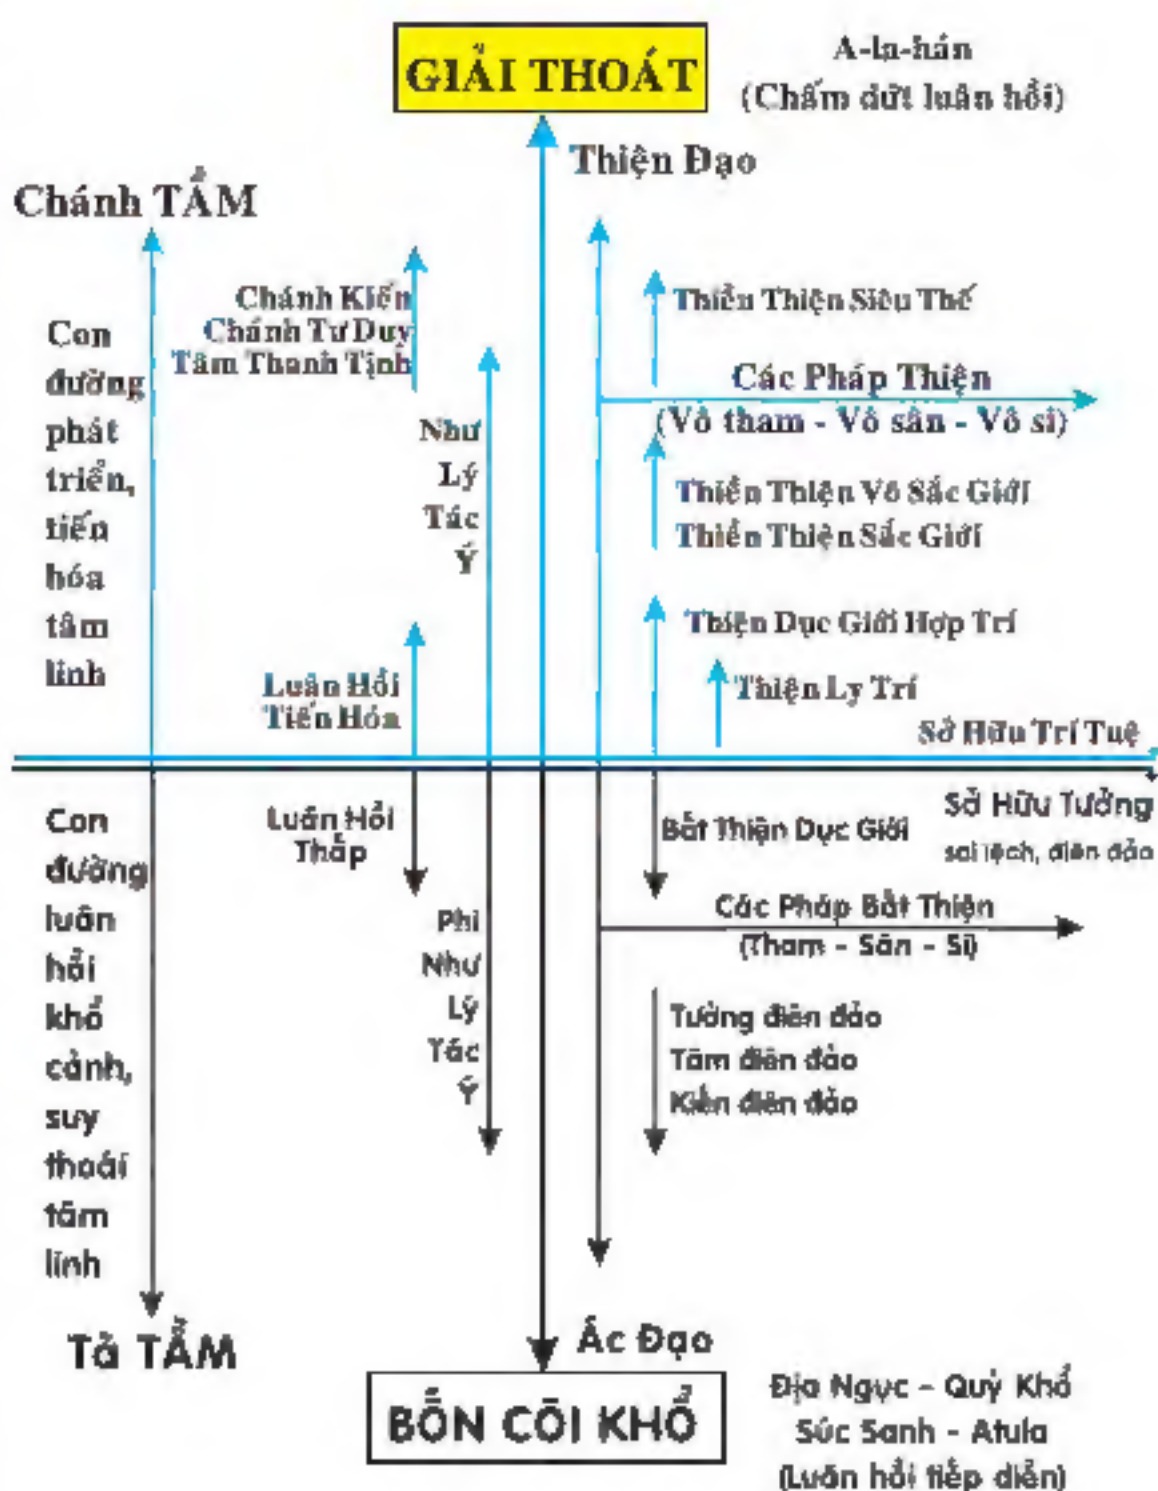 GIẢI THOÁT
A-la-hán
(Chấm dứt luân hồi)
Thiện Đạo
Chánh TẦM
Con
đường
phát
triển,
tiến
hóa
tâm
linh
Chánh Kiến
Chánh Tư Duy
Tâm Thanh Tịnh
Như
Lý
Tác
Ý
Thiền Thiện Siêu Thế
Các Pháp Thiện
(Vô tham - Vô sân - Vô si)
Thiền Thiện Vô Sắc Giới
Thiền Thiện Sắc Giới
Thiện Dục Giới Hợp Trí
Thiện Ly Trí
Luân Hồi
Tiến Hóa
Sở Hữu Trí Tuệ
Sở Hữu Tưởng
sai lệch, điên đảo
Con
đường
luân
hồi
khổ
cảnh,
suy
thoái
tâm
linh
Luân Hồi
Thấp
Phi
Như
Lý
Tác
Ý
Bất Thiện Dục Giới
Các Pháp Bất Thiện
(Tham - Sân - Si)
Tưởng điên đảo
Tâm điên đảo
Kiến điên đảo
Tà TẦM
Ác Đạo
BỐN CÕI KHỔ
Địa Ngục - Quỷ Khổ
Súc Sanh - Atula
(Luân hồi tiếp diễn)